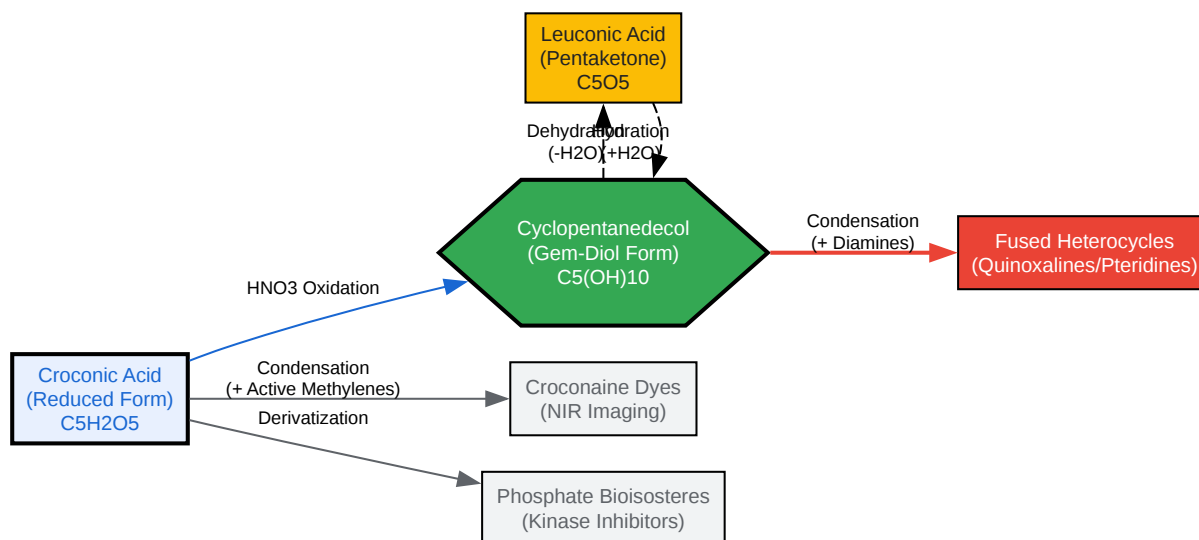 Leuconic Acid
(Pentaketone)
C5O5
Dehydration
(-H2O)
Hydration
(+H2O)
Cyclopentanedecol
(Gem-Diol Form)
C5(OH)10
Condensation
(+ Diamines)
Fused Heterocycles
(Quinoxalines/Pteridines)
HNO3 Oxidation
Croconic Acid
(Reduced Form)
C5H2O5
Condensation
(+ Active Methylenes)
Derivatization
Croconaine Dyes
(NIR Imaging)
Phosphate Bioisosteres
(Kinase Inhibitors)